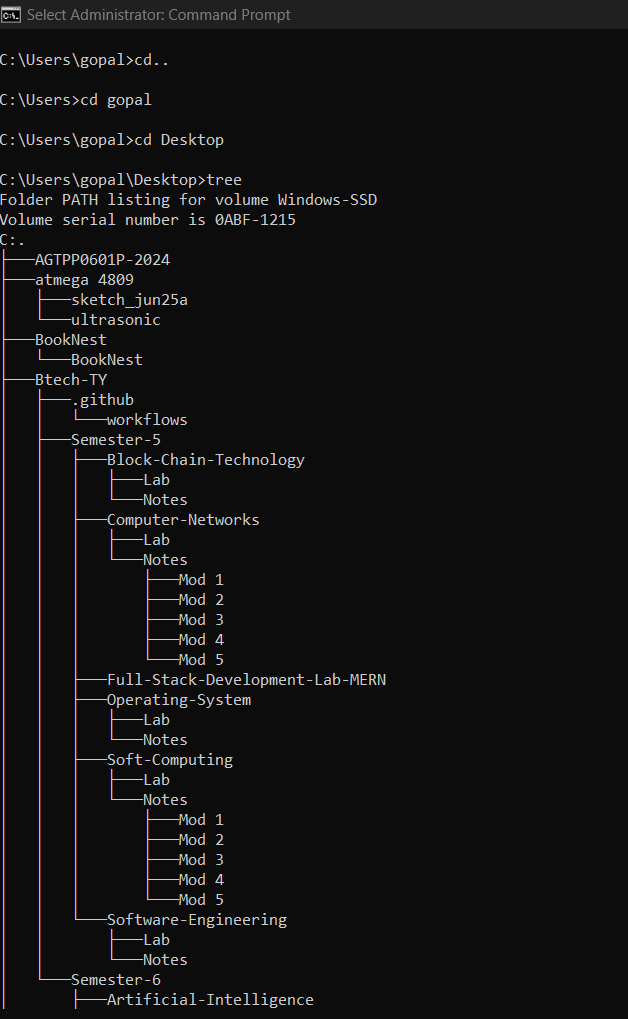 Select Administrator: Command Prompt
C:\Users\gopal>cd..
C:\Users>cd gopal
C:\Users\gopal>cd Desktop
C:\Users\gopal\Desktop>tree
Folder PATH listing for volume Windows-SSD
Volume serial number is 0ABF-1215
C:.
├───AGTPP0601P-2024
├───atmega 4809
│   ├───sketch_jun25a
│   └───ultrasonic
├───BookNest
│   └───BookNest
├───Btech-TY
│   ├───.github
│   │   └───workflows
│   ├───Semester-5
│   │   ├───Block-Chain-Technology
│   │   │   ├───Lab
│   │   │   └───Notes
│   │   ├───Computer-Networks
│   │   │   ├───Lab
│   │   │   └───Notes
│   │   │       ├───Mod 1
│   │   │       ├───Mod 2
│   │   │       ├───Mod 3
│   │   │       ├───Mod 4
│   │   │       └───Mod 5
│   │   ├───Full-Stack-Development-Lab-MERN
│   │   ├───Operating-System
│   │   │   ├───Lab
│   │   │   └───Notes
│   │   ├───Soft-Computing
│   │   │   ├───Lab
│   │   │   └───Notes
│   │   │       ├───Mod 1
│   │   │       ├───Mod 2
│   │   │       ├───Mod 3
│   │   │       ├───Mod 4
│   │   │       └───Mod 5
│   │   └───Software-Engineering
│   │       ├───Lab
│   │       └───Notes
│   └───Semester-6
│       ├───Artificial-Intelligence